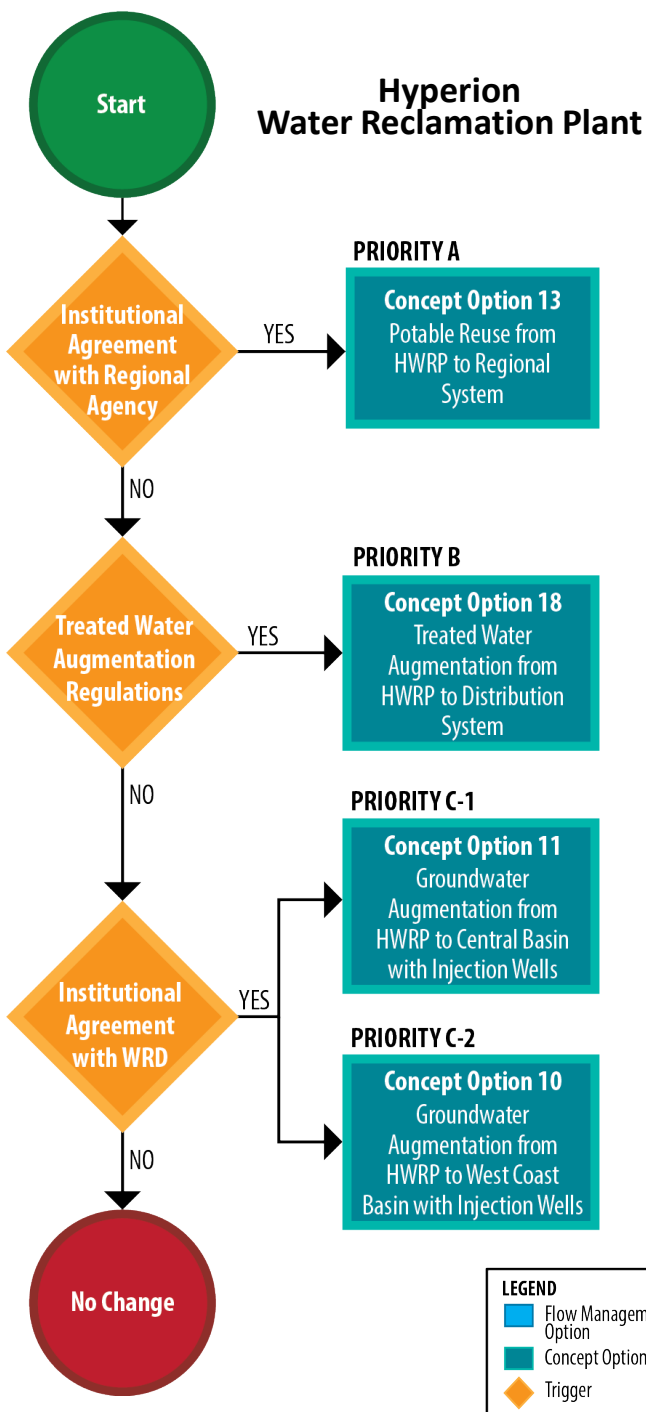 Start
Hyperion
Water Reclamation Plant
Institutional
Agreement
with Regional
Agency
YES
PRIORITY A
Concept Option 13
Potable Reuse from
HWRP to Regional
System
NO
Treated Water
Augmentation
Regulations
YES
PRIORITY B
Concept Option 18
Treated Water
Augmentation from
HWRP to Distribution
System
NO
Institutional
Agreement
with WRD
YES
PRIORITY C-1
Concept Option 11
Groundwater
Augmentation from
HWRP to Central Basin
with Injection Wells
PRIORITY C-2
Concept Option 10
Groundwater
Augmentation from
HWRP to West Coast
Basin with Injection Wells
NO
No Change
LEGEND
Flow Managem
Option
Concept Option
Trigger